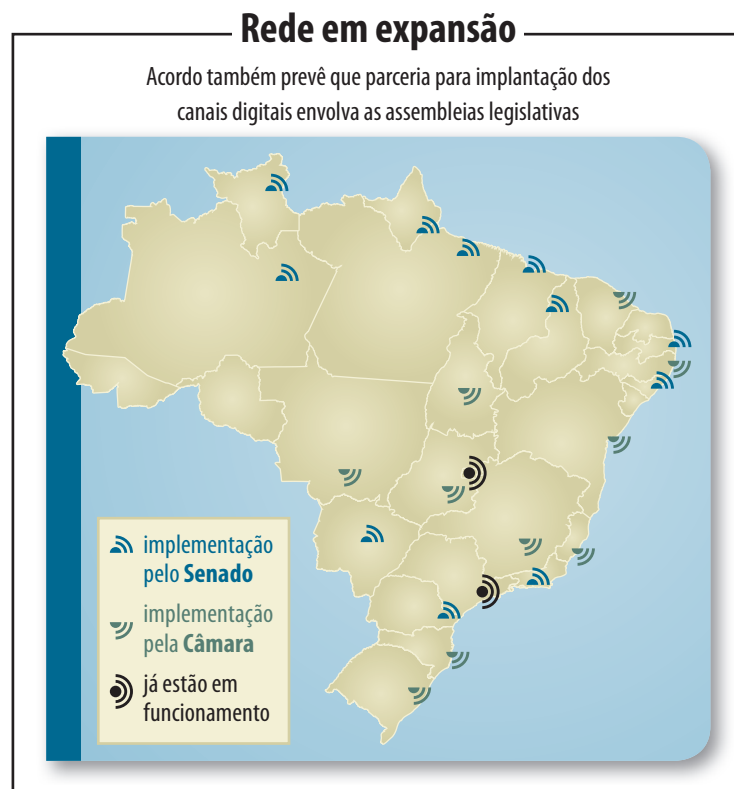 Rede em expansão
Acordo também prevê que parceria para implantação dos
canais digitais envolva as assembleias legislativas
implementação
pelo Senado
implementação
pela Câmara
já estão em
funcionamento